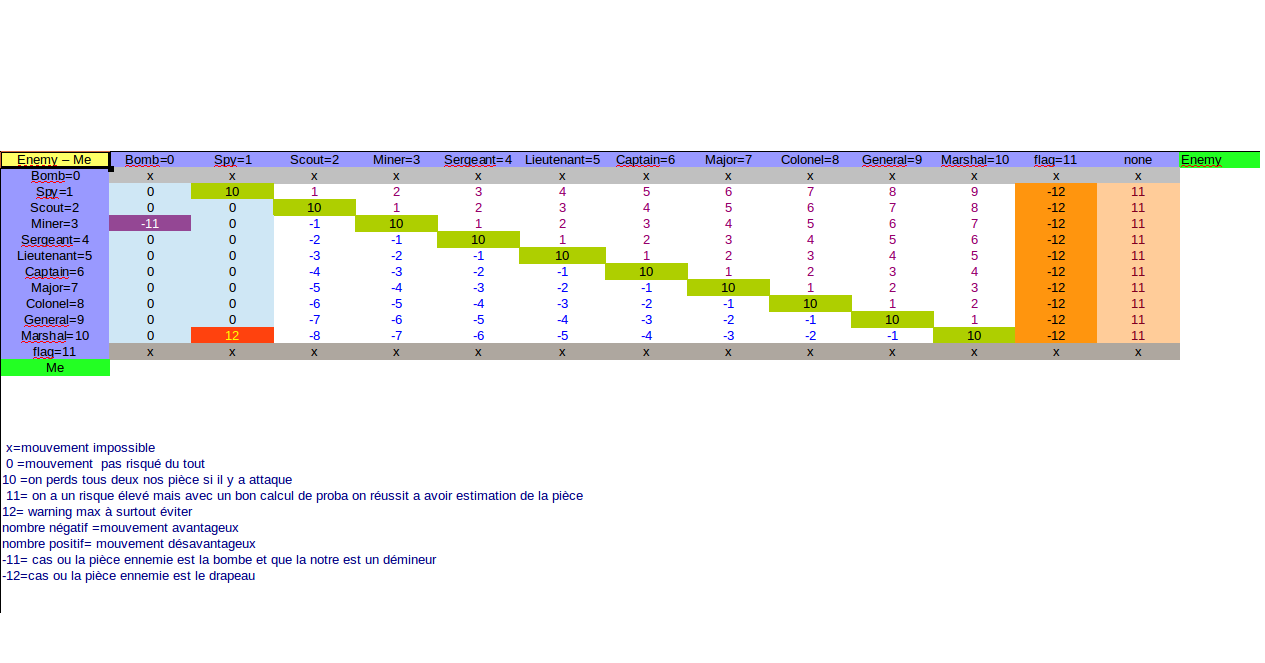 Enemy – Me Bomb=0 Spy=1 Scout=2 Miner=3 Sergeant=4 Lieutenant=5 Captain=6 Major=7 Colonel=8 General=9 Marshal=10 flag=11 none Enemy
Bomb=0 x x x x x x x x x x x x x
Spy=1 0 10 1 2 3 4 5 6 7 8 9 -12 11
Scout=2 0 0 10 1 2 3 4 5 6 7 8 -12 11
Miner=3 -11 0 -1 10 1 2 3 4 5 6 7 -12 11
Sergeant=4 0 0 -2 -1 10 1 2 3 4 5 6 -12 11
Lieutenant=5 0 0 -3 -2 -1 10 1 2 3 4 5 -12 11
Captain=6 0 0 -4 -3 -2 -1 10 1 2 3 4 -12 11
Major=7 0 0 -5 -4 -3 -2 -1 10 1 2 3 -12 11
Colonel=8 0 0 -6 -5 -4 -3 -2 -1 10 1 2 -12 11
General=9 0 0 -7 -6 -5 -4 -3 -2 -1 10 1 -12 11
Marshal=10 0 12 -8 -7 -6 -5 -4 -3 -2 -1 10 -12 11
flag=11 x x x x x x x x x x x x x
Me
x=mouvement impossible
0 =mouvement pas risqué du tout
10 =on perds tous deux nos pièce si il y a attaque
11= on a un risque élevé mais avec un bon calcul de proba on réussit a avoir estimation de la pièce
12= warning max à surtout éviter
nombre négatif =mouvement avantageux
nombre positif= mouvement désavantageux
-11= cas ou la pièce ennemie est la bombe et que la notre est un démineur
-12=cas ou la pièce ennemie est le drapeau